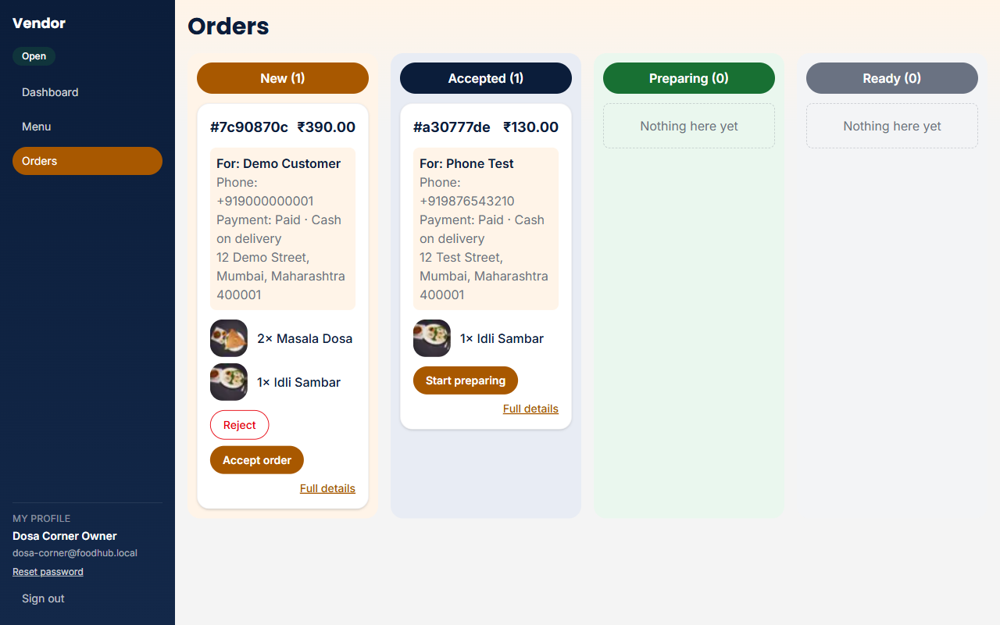 Vendor
Open
Dashboard
Menu
Orders
MY PROFILE
Dosa Corner Owner
dosa-corner@foodhub.local
Reset password
Sign out
Orders
New (1)
#7c90870c ₹390.00
For: Demo Customer
Phone:
+919000000001
Payment: Paid · Cash
on delivery
12 Demo Street,
Mumbai, Maharashtra
400001
2× Masala Dosa
1× Idli Sambar
Reject
Accept order
Full details
Accepted (1)
#a30777de ₹130.00
For: Phone Test
Phone:
+919876543210
Payment: Paid · Cash
on delivery
12 Test Street,
Mumbai, Maharashtra
400001
1× Idli Sambar
Start preparing
Full details
Preparing (0)
Nothing here yet
Ready (0)
Nothing here yet